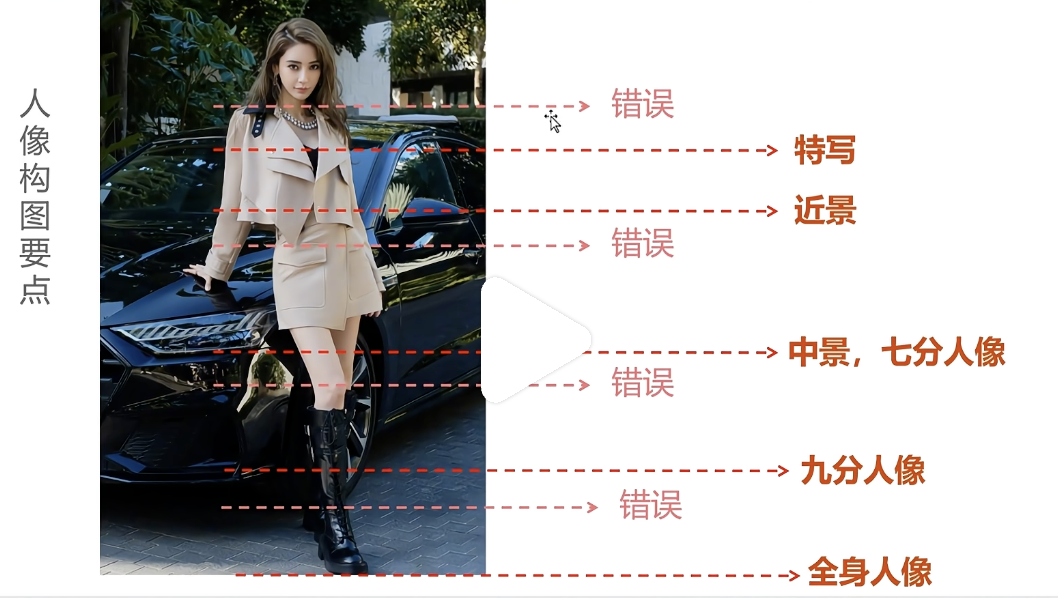 人像构图要点
错误
特写
近景
错误
中景，七分人像
错误
九分人像
错误
全身人像